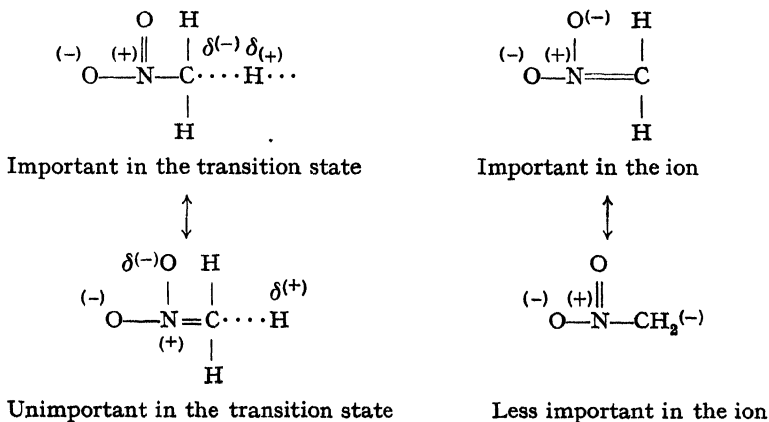 O H O(−) H
(−) (+) δ(−) δ(+) (−) (+)
O—N—C····H··· O—N═C
H H
Important in the transition state Important in the ion
δ(−)O H O
(−) δ(+) (−) (+)
O—N=C····H O—N—CH₂(−)
(+)
H
Unimportant in the transition state Less important in the ion